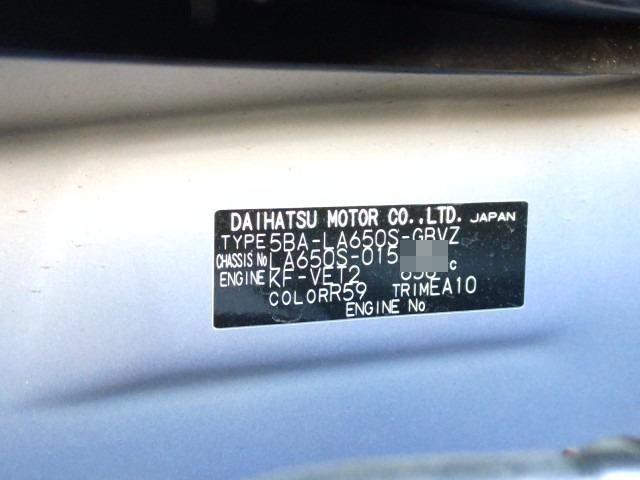 DAIHATSU MOTOR CO.,LTD. JAPAN
TYPE 5BA-LA650S-GBVZ
CHASSIS No LA650S-015
ENGINE KF-VET2 c
COLOR R59 TRIM EA10
ENGINE No